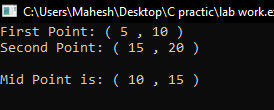 C:\Users\Mahesh\Desktop\C practic\lab work.e
First Point: ( 5 , 10 )
Second Point: ( 15 , 20 )
Mid Point is: ( 10 , 15 )